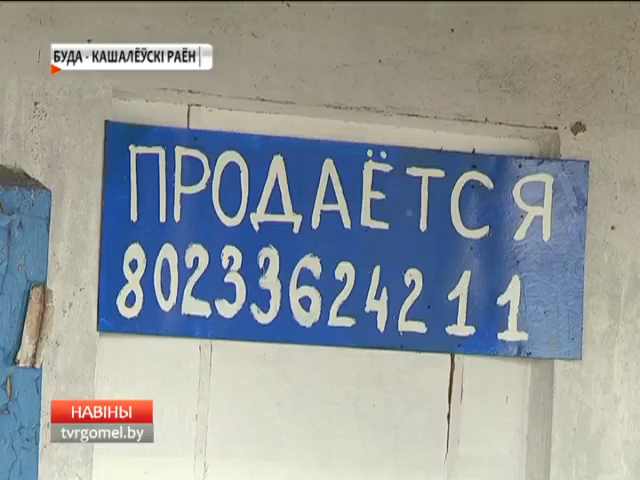 БУДА - КАШАЛЁЎСКІ РАЁН
ПРОДАЁТСЯ
80233624211
НАВІНЫ
tvrgomel.by